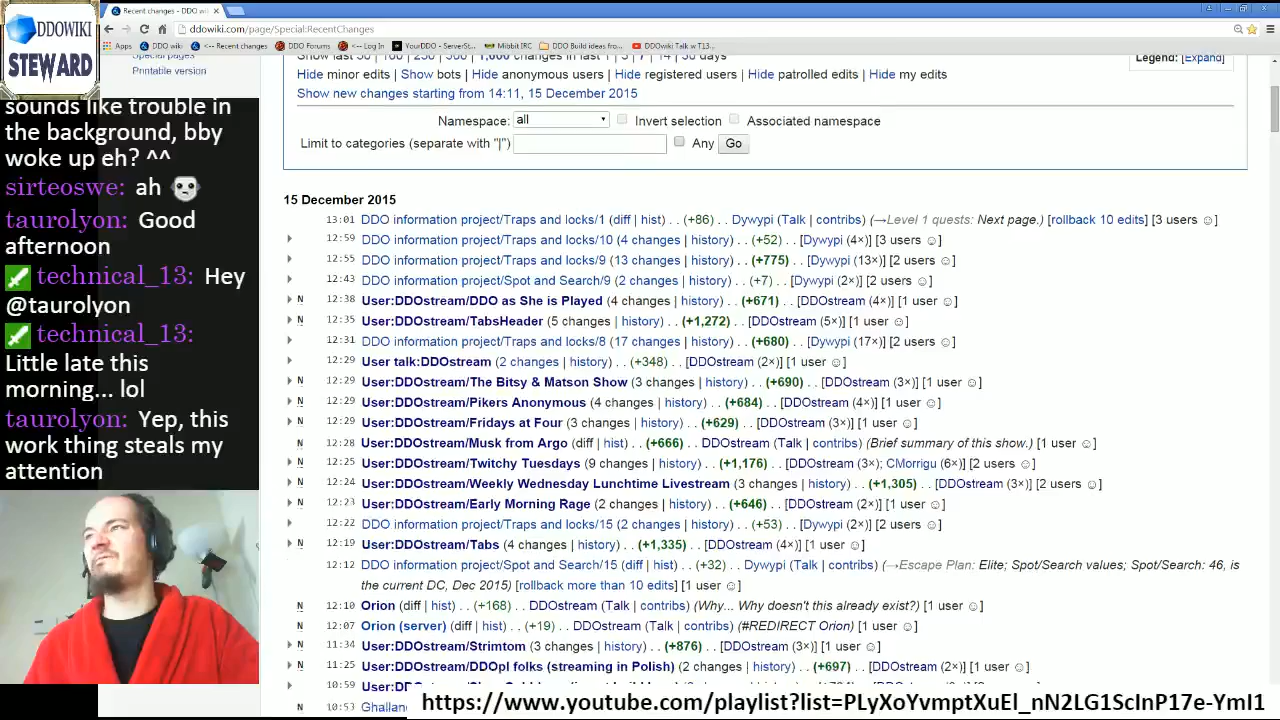 DDOWIKI
STEWARD
Recent changes - DDO wi
ddowiki.com/page/Special:RecentChanges
Apps
DDO wiki
<-- Recent changes
DDO Forums
<-- Log In
YourDDO - ServerSt...
Mibbit IRC
DDO Build ideas from...
DDOWiki Talk w T13...
sounds like trouble in
the background, bby
woke up eh? ^^
sirteoswe: ah
taurolyon: Good
afternoon
technical_13: Hey
@taurolyon
technical_13:
Little late this
morning... lol
taurolyon: Yep, this
work thing steals my
attention
Special pages
Printable version
Legend: [Expand]
Hide minor edits | Show bots | Hide anonymous users | Hide registered users | Hide patrolled edits | Hide my edits
Show new changes starting from 14:11, 15 December 2015
Namespace: all Invert selection Associated namespace
Limit to categories (separate with "|") Any Go
15 December 2015
13:01 DDO information project/Traps and locks/1 (diff | hist) . . (+86) . . Dywypi (Talk | contribs) (→Level 1 quests: Next page.) [rollback 10 edits] [3 users ☺]
12:59 DDO information project/Traps and locks/10 (4 changes | history) . . (+52) . . [Dywypi (4×)] [3 users ☺]
12:55 DDO information project/Traps and locks/9 (13 changes | history) . . (+775) . . [Dywypi (13×)] [2 users ☺]
12:43 DDO information project/Spot and Search/9 (2 changes | history) . . (+7) . . [Dywypi (2×)] [2 users ☺]
N 12:38 User:DDOstream/DDO as She is Played (4 changes | history) . . (+671) . . [DDOstream (4×)] [1 user ☺]
N 12:35 User:DDOstream/TabsHeader (5 changes | history) . . (+1,272) . . [DDOstream (5×)] [1 user ☺]
12:31 DDO information project/Traps and locks/8 (17 changes | history) . . (+680) . . [Dywypi (17×)] [2 users ☺]
12:29 User talk:DDOstream (2 changes | history) . . (+348) . . [DDOstream (2×)] [1 user ☺]
N 12:29 User:DDOstream/The Bitsy & Matson Show (3 changes | history) . . (+690) . . [DDOstream (3×)] [1 user ☺]
N 12:29 User:DDOstream/Pikers Anonymous (4 changes | history) . . (+684) . . [DDOstream (4×)] [1 user ☺]
N 12:29 User:DDOstream/Fridays at Four (3 changes | history) . . (+629) . . [DDOstream (3×)] [1 user ☺]
N 12:28 User:DDOstream/Musk from Argo (diff | hist) . . (+666) . . DDOstream (Talk | contribs) (Brief summary of this show.) [1 user ☺]
N 12:25 User:DDOstream/Twitchy Tuesdays (9 changes | history) . . (+1,176) . . [DDOstream (3×); CMorrigu (6×)] [2 users ☺]
N 12:24 User:DDOstream/Weekly Wednesday Lunchtime Livestream (3 changes | history) . . (+1,305) . . [DDOstream (3×)] [2 users ☺]
N 12:23 User:DDOstream/Early Morning Rage (2 changes | history) . . (+646) . . [DDOstream (2×)] [1 user ☺]
12:22 DDO information project/Traps and locks/15 (2 changes | history) . . (+53) . . [Dywypi (2×)] [2 users ☺]
N 12:19 User:DDOstream/Tabs (4 changes | history) . . (+1,335) . . [DDOstream (4×)] [1 user ☺]
12:12 DDO information project/Spot and Search/15 (diff | hist) . . (+32) . . Dywypi (Talk | contribs) (→Escape Plan: Elite; Spot/Search values; Spot/Search: 46, is
the current DC, Dec 2015) [rollback more than 10 edits] [1 user ☺]
N 12:10 Orion (diff | hist) . . (+168) . . DDOstream (Talk | contribs) (Why... Why doesn't this already exist?) [1 user ☺]
N 12:07 Orion (server) (diff | hist) . . (+19) . . DDOstream (Talk | contribs) (#REDIRECT Orion) [1 user ☺]
N 11:34 User:DDOstream/Strimtom (3 changes | history) . . (+876) . . [DDOstream (3×)] [1 user ☺]
N 11:25 User:DDOstream/DDOpl folks (streaming in Polish) (2 changes | history) . . (+697) . . [DDOstream (2×)] [1 user ☺]
10:59
10:53 Ghallan
https://www.youtube.com/playlist?list=PLyXoYvmptXuEl_nN2LG1ScInP17e-YmI1